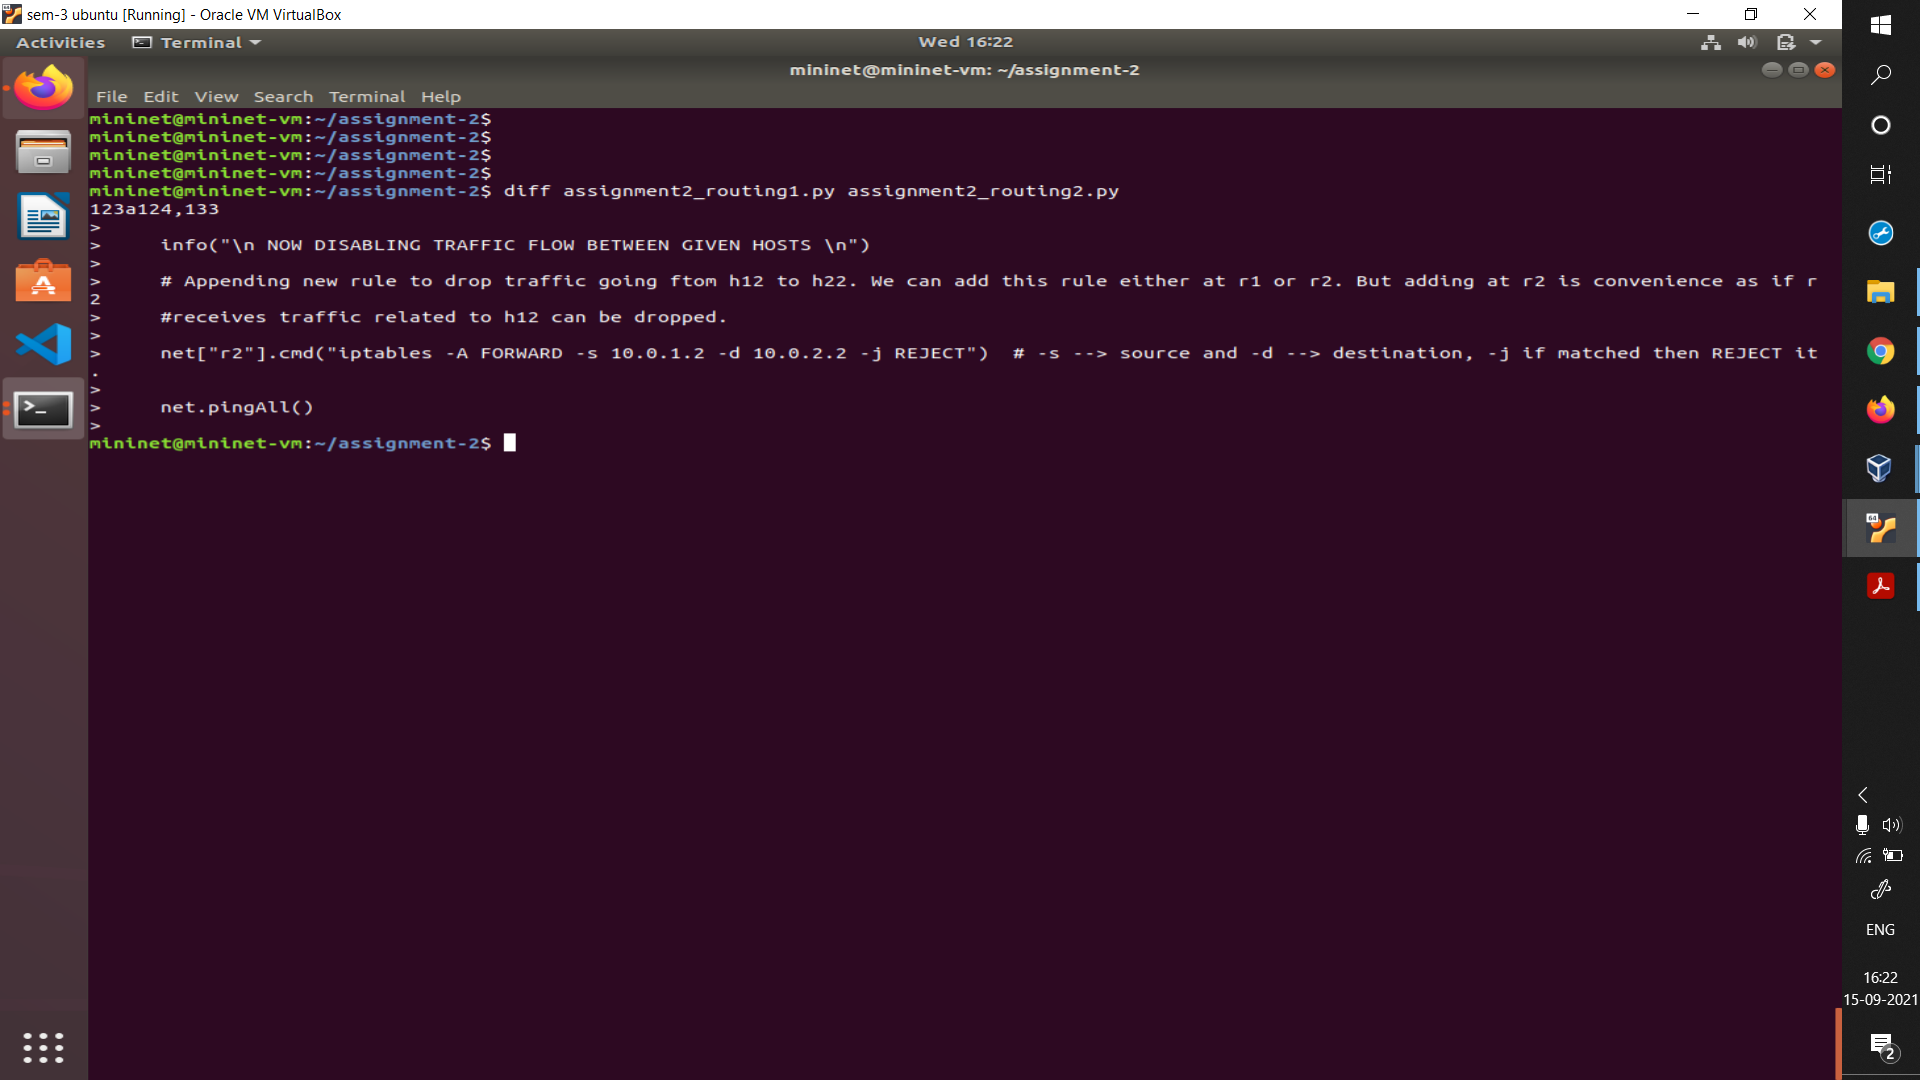 sem-3 ubuntu [Running] - Oracle VM VirtualBox
Activities Terminal Wed 16:22
mininet@mininet-vm: ~/assignment-2
File Edit View Search Terminal Help
mininet@mininet-vm:~/assignment-2$
mininet@mininet-vm:~/assignment-2$
mininet@mininet-vm:~/assignment-2$
mininet@mininet-vm:~/assignment-2$
mininet@mininet-vm:~/assignment-2$ diff assignment2_routing1.py assignment2_routing2.py
123a124,133
>
>     info("\n NOW DISABLING TRAFFIC FLOW BETWEEN GIVEN HOSTS \n")
>
>     # Appending new rule to drop traffic going ftom h12 to h22. We can add this rule either at r1 or r2. But adding at r2 is convenience as if r
2
>     #receives traffic related to h12 can be dropped.
>
>     net["r2"].cmd("iptables -A FORWARD -s 10.0.1.2 -d 10.0.2.2 -j REJECT")  # -s --> source and -d --> destination, -j if matched then REJECT it
.
>
>     net.pingAll()
>
mininet@mininet-vm:~/assignment-2$
64
ENG
16:22
15-09-2021
2